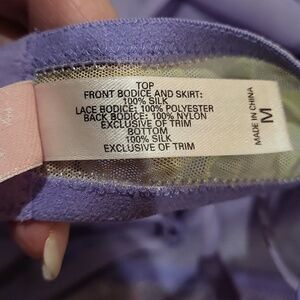 TOP
FRONT BODICE AND SKIRT:
100% SILK
LACE BODICE: 100% POLYESTER
BACK BODICE: 100% NYLON
EXCLUSIVE OF TRIM
BOTTOM
100% SILK
EXCLUSIVE OF TRIM
MADE IN CHINA
M